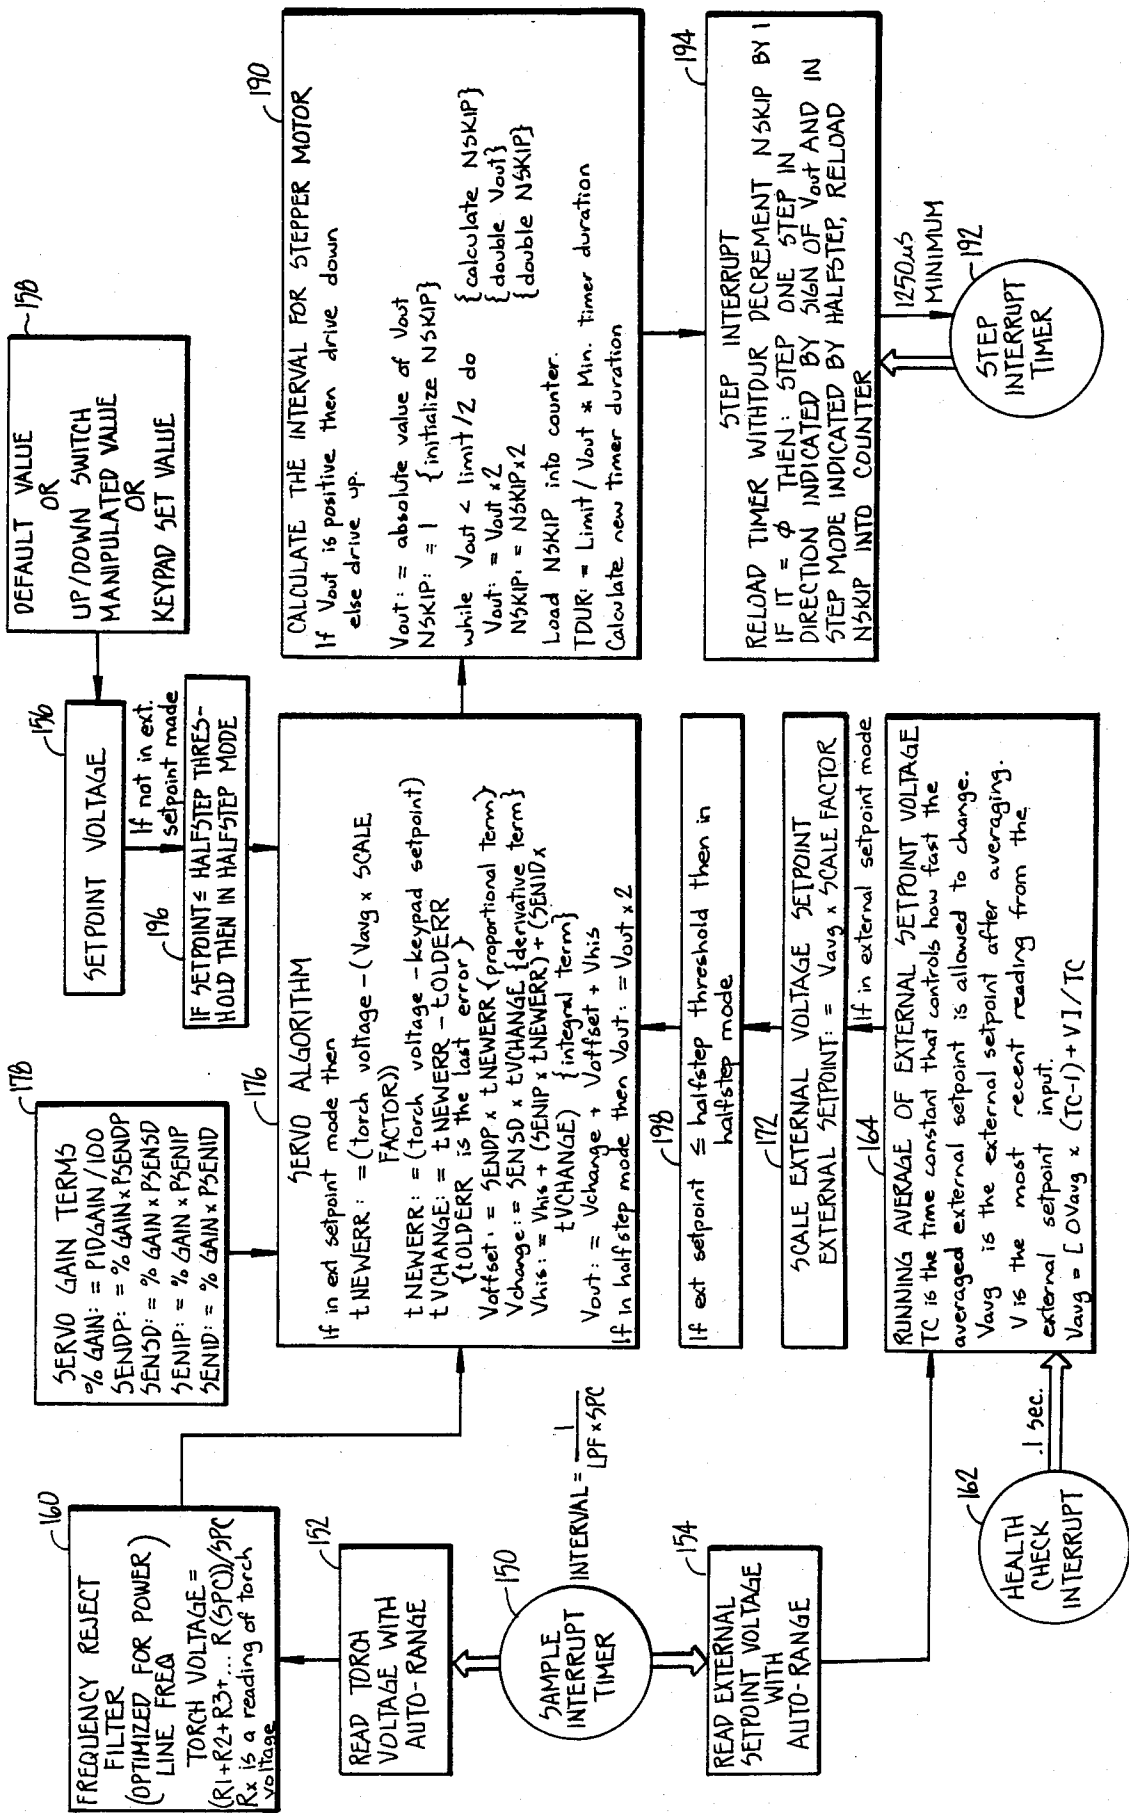 160
FREQUENCY REJECT
FILTER
(OPTIMIZED FOR POWER)
LINE FREQ
TORCH VOLTAGE =
(R1+R2+R3+... R(SPC))/SPC
Rx is a reading of torch
voltage
152
READ TORCH
VOLTAGE WITH
AUTO-RANGE
150
SAMPLE
INTERRUPT
TIMER
INTERVAL = 1
LPF x SPC
154
READ EXTERNAL
SETPOINT VOLTAGE
WITH
AUTO-RANGE
162
HEALTH
CHECK
INTERRUPT
.1 sec.
178
SERVO GAIN TERMS
% GAIN: = PIDGAIN/100
SENDP: = % GAIN x PSENDP
SENSD: = % GAIN x PSENSD
SENIP: = % GAIN x PSENIP
SENID: = % GAIN x PSENID
176
SERVO ALGORITHM
If in ext setpoint mode then
tNEWERR := (torch voltage - (Vavg x SCALE
FACTOR))
tNEWERR: = (torch voltage - keypad setpoint)
tVCHANGE: = tNEWERR - tOLDERR
{tOLDERR is the last error}
Voffset: = SENDP x tNEWERR {proportional term}
Vchange: = SENSD x tVCHANGE {derivative term}
Vhis: = Vhis + (SENIP x tNEWERR) + (SENID x
tVCHANGE) {integral term}
Vout: = Vchange + Voffset + Vhis
If In half step mode then Vout: = Vout x 2
198
If ext setpoint ≤ halfstep threshold then in
halfstep mode.
172
SCALE EXTERNAL VOLTAGE SETPOINT
EXTERNAL SETPOINT: = Vavg x SCALE FACTOR
If in external setpoint mode
164
RUNNING AVERAGE OF EXTERNAL SETPOINT VOLTAGE
TC is the time constant that controls how fast the
averaged external setpoint is allowed to change.
Vavg is the external setpoint after averaging.
V is the most recent reading from the
external setpoint input.
Vavg = [OVavg x (TC-1) + VI/TC
158
DEFAULT VALUE
OR
UP/DOWN SWITCH
MANIPULATED VALUE
OR
KEYPAD SET VALUE
156
SETPOINT VOLTAGE
If not in ext.
setpoint made
196
IF SETPOINT ≤ HALFSTEP THRES-
HOLD THEN IN HALFSTEP MODE
190
CALCULATE THE INTERVAL FOR STEPPER MOTOR
If Vout is positive then drive down
else drive up.
Vout: = absolute value of Vout
NSKIP: = 1 {initialize NSKIP}
while Vout < limit/2 do {calculate NSKIP}
Vout: = Vout x2 {double Vout}
NSKIP: = NSKIP x2 {double NSKIP}
Load NSKIP into counter.
TDUR: = Limit / Vout * Min. timer duration
Calculate new timer duration
194
STEP INTERRUPT
RELOAD TIMER WITHTDUR DECREMENT NSKIP BY 1
IF IT = ϕ THEN: STEP ONE STEP IN
DIRECTION INDICATED BY SIGN OF Vout AND IN
STEP MODE INDICATED BY HALFSTEP, RELOAD
NSKIP INTO COUNTER
1250µS
MINIMUM
192
STEP
INTERRUPT
TIMER